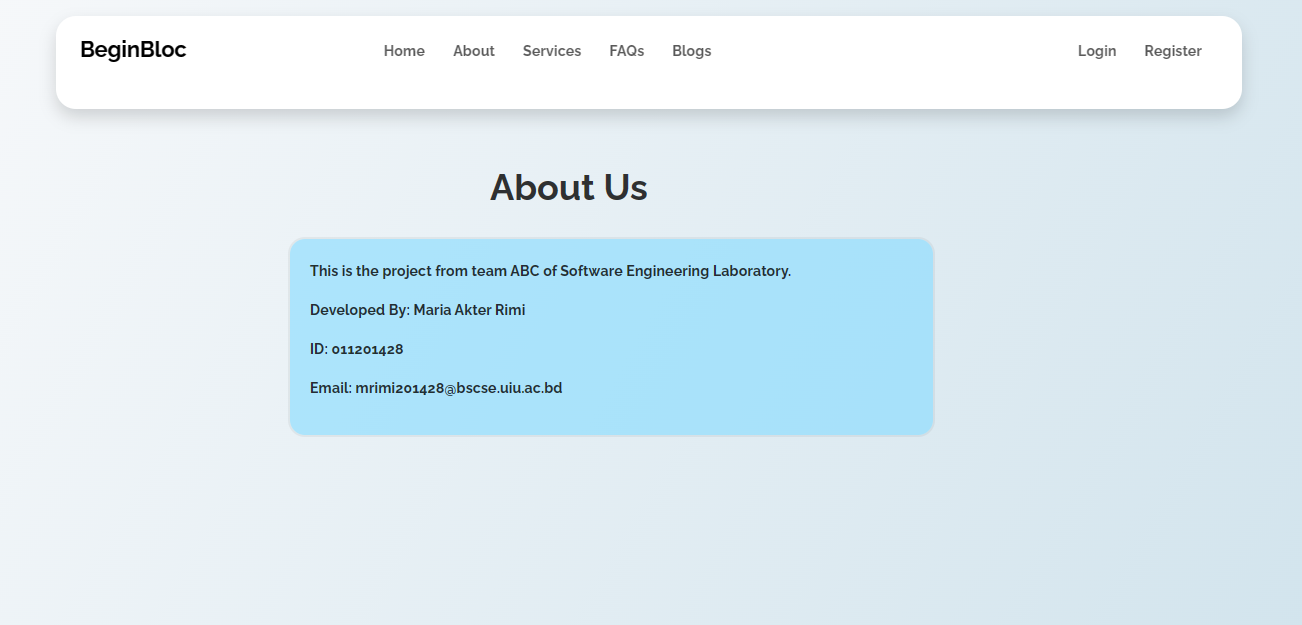 BeginBloc
Home About Services FAQs Blogs
Login Register
About Us
This is the project from team ABC of Software Engineering Laboratory.
Developed By: Maria Akter Rimi
ID: 011201428
Email: mrimi201428@bscse.uiu.ac.bd